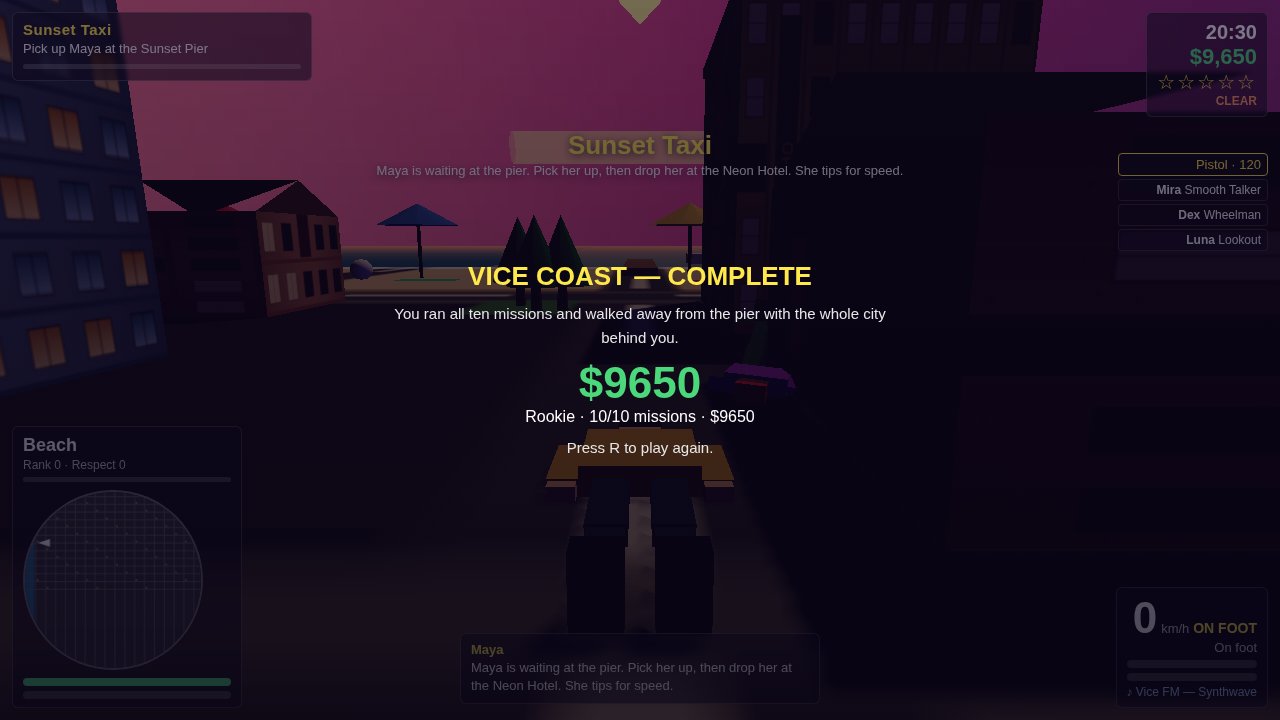 Sunset Taxi
Pick up Maya at the Sunset Pier
20:30
$9,650
☆☆☆☆☆
CLEAR
Sunset Taxi
Maya is waiting at the pier. Pick her up, then drop her at the Neon Hotel. She tips for speed.
Pistol · 120
Mira Smooth Talker
Dex Wheelman
Luna Lookout
VICE COAST — COMPLETE
You ran all ten missions and walked away from the pier with the whole city
behind you.
$9650
Rookie · 10/10 missions · $9650
Press R to play again.
Beach
Rank 0 · Respect 0
Maya
Maya is waiting at the pier. Pick her up, then drop her at
the Neon Hotel. She tips for speed.
0 km/h ON FOOT
On foot
♪ Vice FM — Synthwave